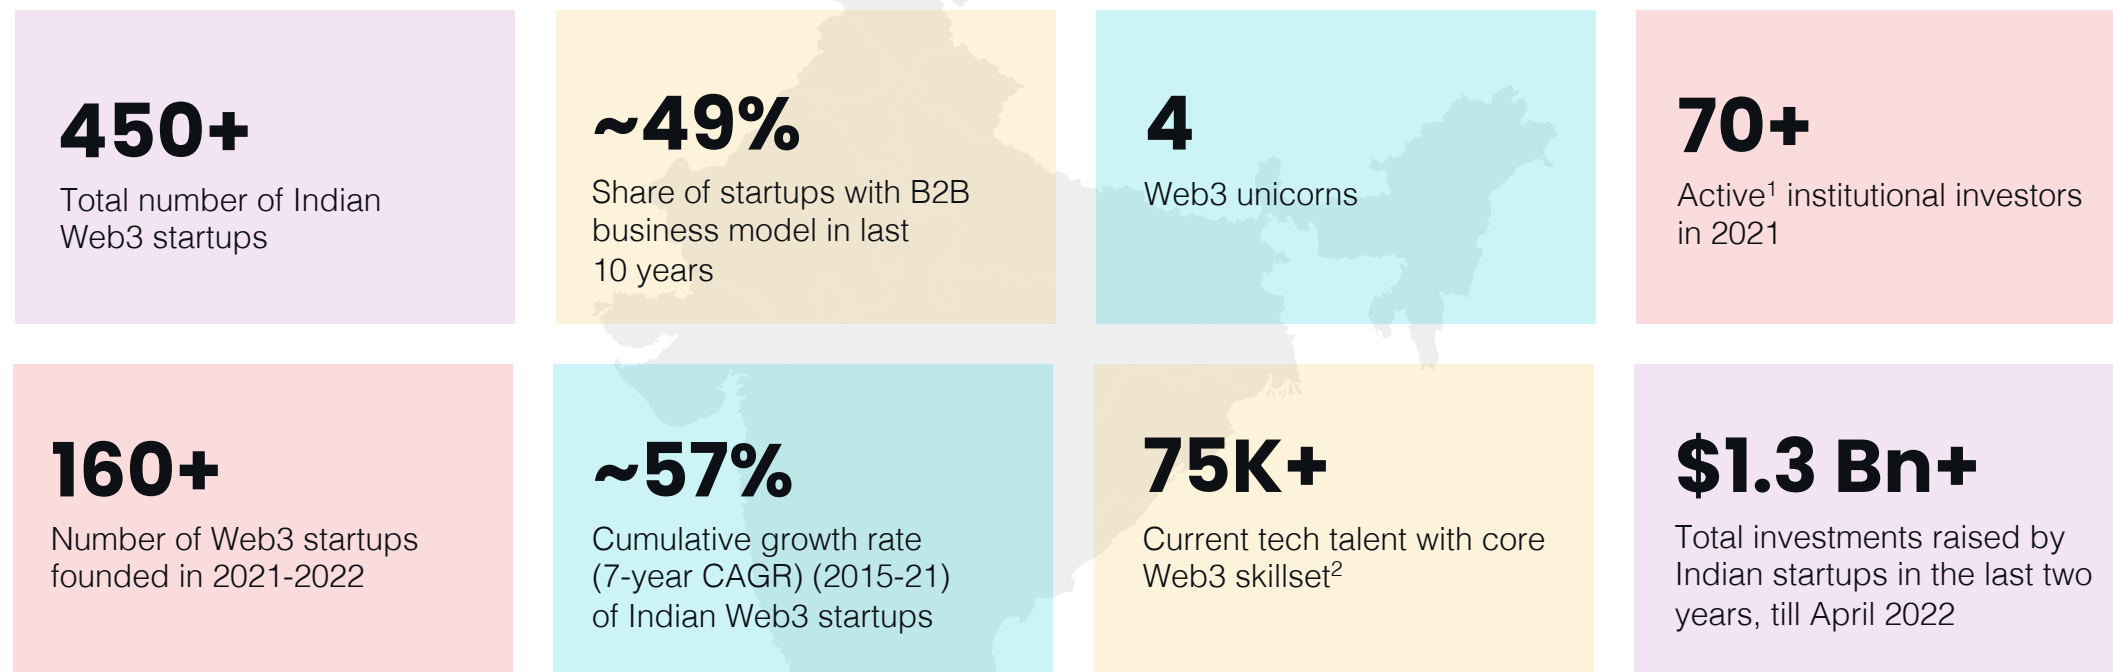 450+
Total number of Indian
Web3 startups
~49%
Share of startups with B2B
business model in last
10 years
4
Web3 unicorns
70+
Active¹ institutional investors
in 2021
160+
Number of Web3 startups
founded in 2021-2022
~57%
Cumulative growth rate
(7-year CAGR) (2015-21)
of Indian Web3 startups
75K+
Current tech talent with core
Web3 skillset²
$1.3 Bn+
Total investments raised by
Indian startups in the last two
years, till April 2022